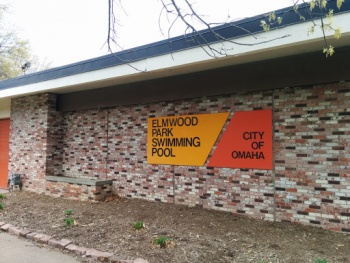 ELMWOOD
PARK
SWIMMING
POOL
CITY
OF
OMAHA